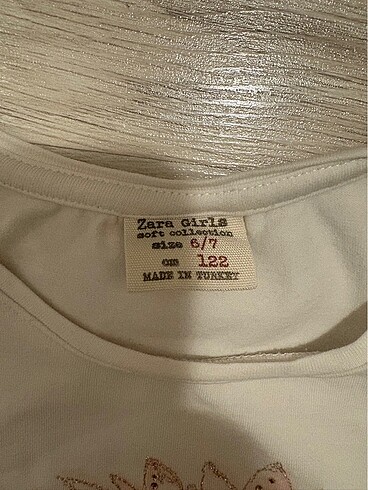 Zara Girls
soft collection
size 6/7
cm 122
MADE IN TURKEY